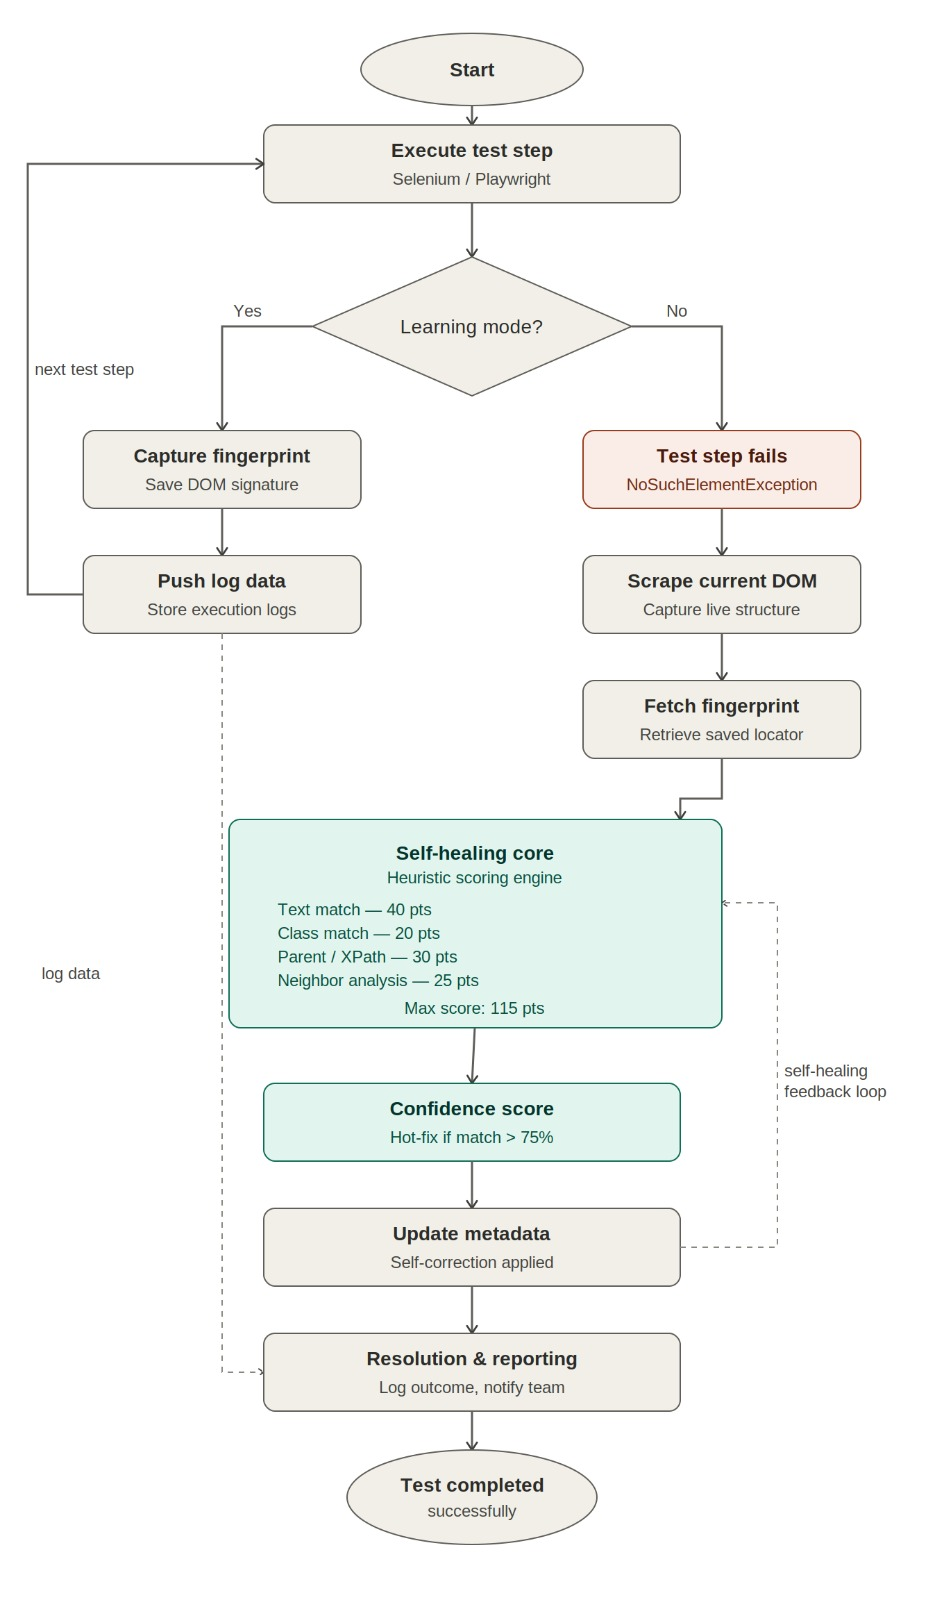 Start
Execute test step
Selenium / Playwright
Learning mode?
Yes
No
next test step
Capture fingerprint
Save DOM signature
Test step fails
NoSuchElementException
Push log data
Store execution logs
Scrape current DOM
Capture live structure
Fetch fingerprint
Retrieve saved locator
Self-healing core
Heuristic scoring engine
Text match — 40 pts
Class match — 20 pts
Parent / XPath — 30 pts
Neighbor analysis — 25 pts
Max score: 115 pts
log data
self-healing
feedback loop
Confidence score
Hot-fix if match > 75%
Update metadata
Self-correction applied
Resolution & reporting
Log outcome, notify team
Test completed
successfully